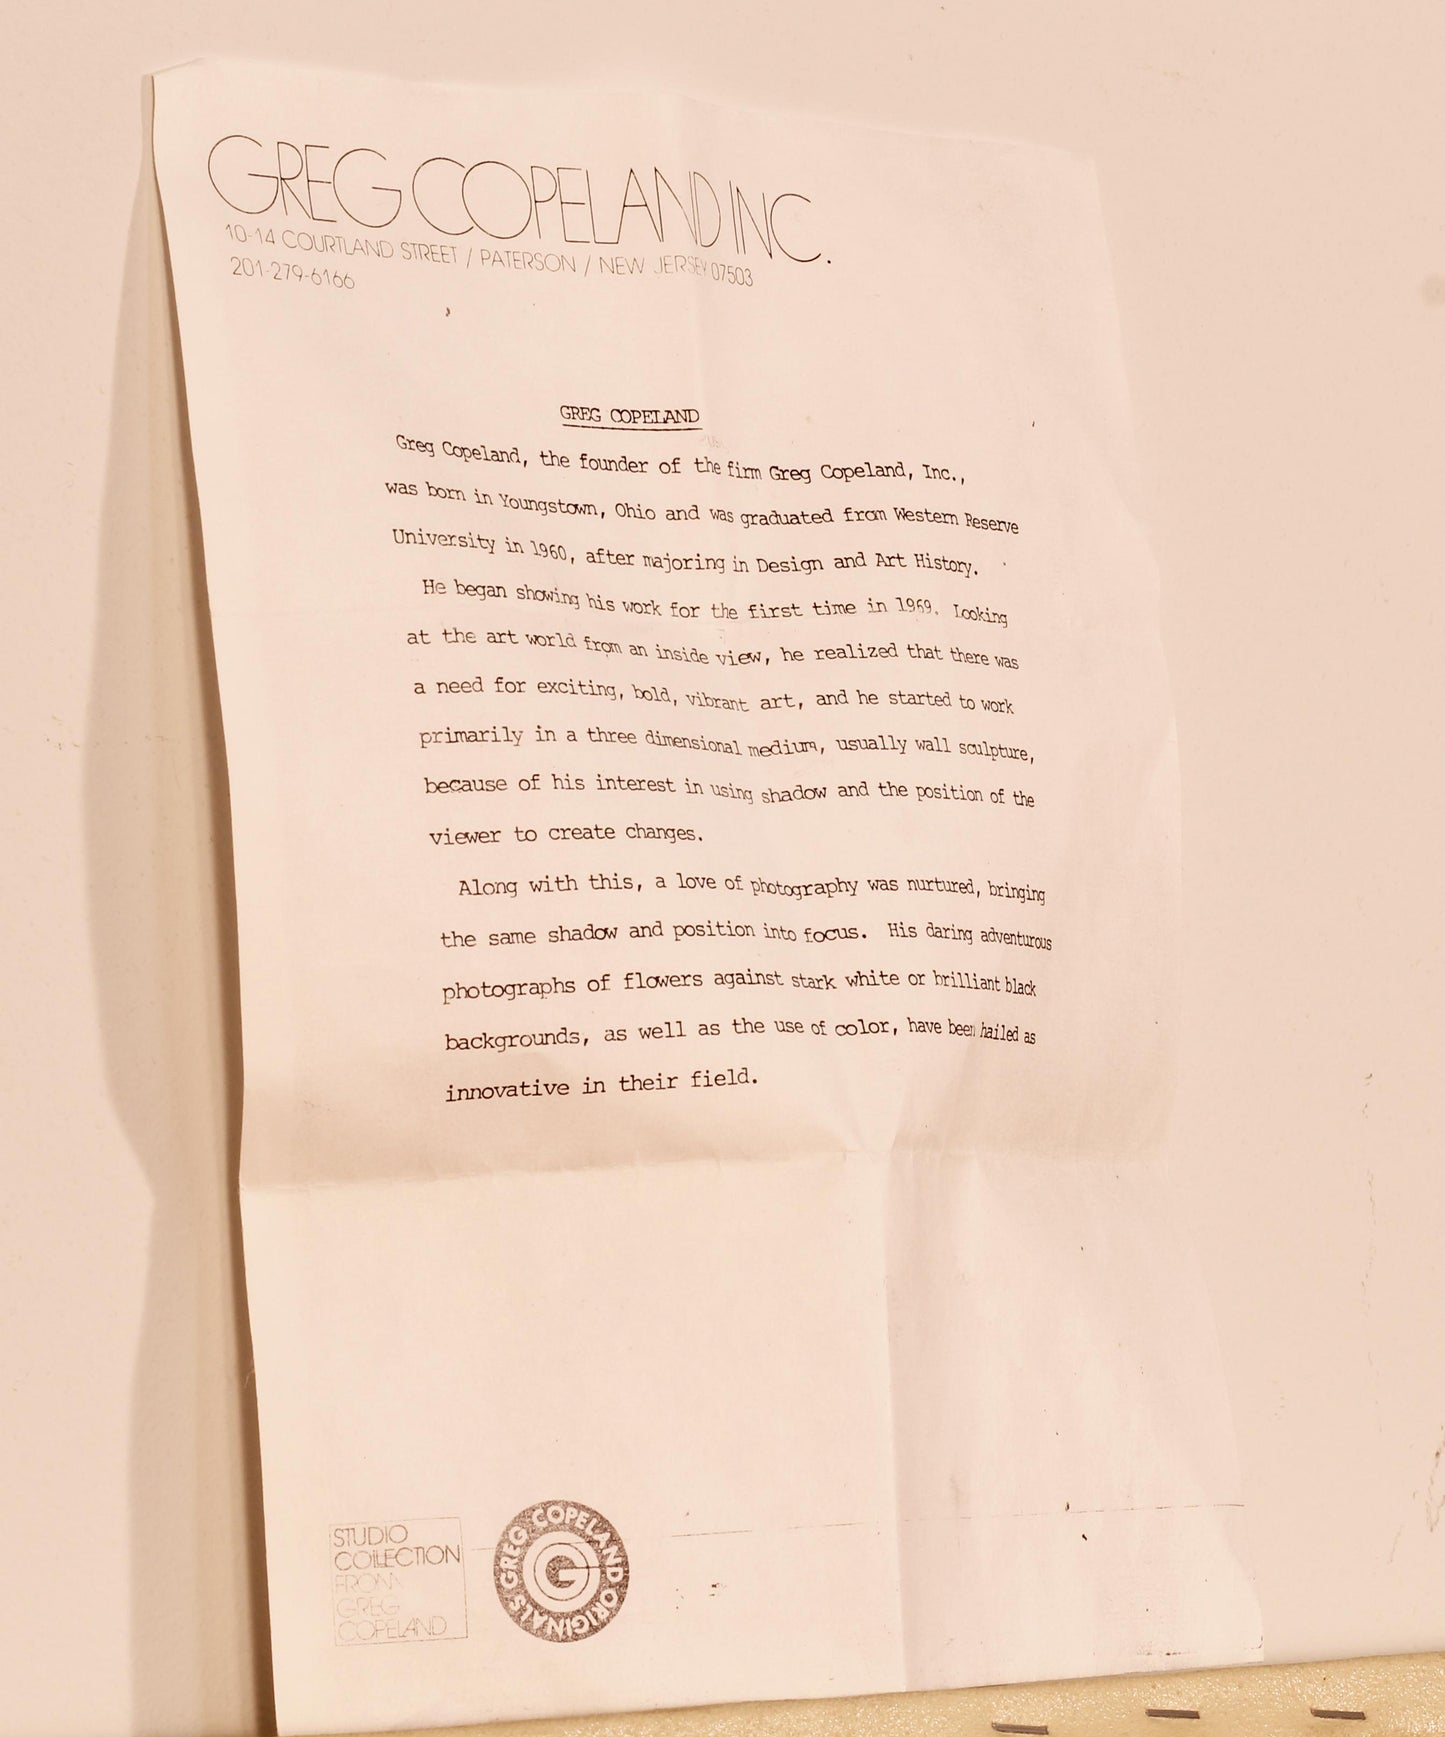 GREG COPELAND INC.
10-14 COURTLAND STREET / PATERSON / NEW JERSEY 07503
201-279-6166
GREG COPELAND
Greg Copeland, the founder of the firm Greg Copeland, Inc.,
was born in Youngstown, Ohio and was graduated from Western Reserve
University in 1960, after majoring in Design and Art History.
He began showing his work for the first time in 1969. Looking
at the art world from an inside view, he realized that there was
a need for exciting, bold, vibrant art, and he started to work
primarily in a three dimensional medium, usually wall sculpture,
because of his interest in using shadow and the position of the
viewer to create changes.
Along with this, a love of photography was nurtured, bringing
the same shadow and position into focus. His daring adventurous
photographs of flowers against stark white or brilliant black
backgrounds, as well as the use of color, have been hailed as
innovative in their field.
STUDIO
COLLECTION
FROM
GREG
COPELAND
GREG COPELAND ORIGINALS
G